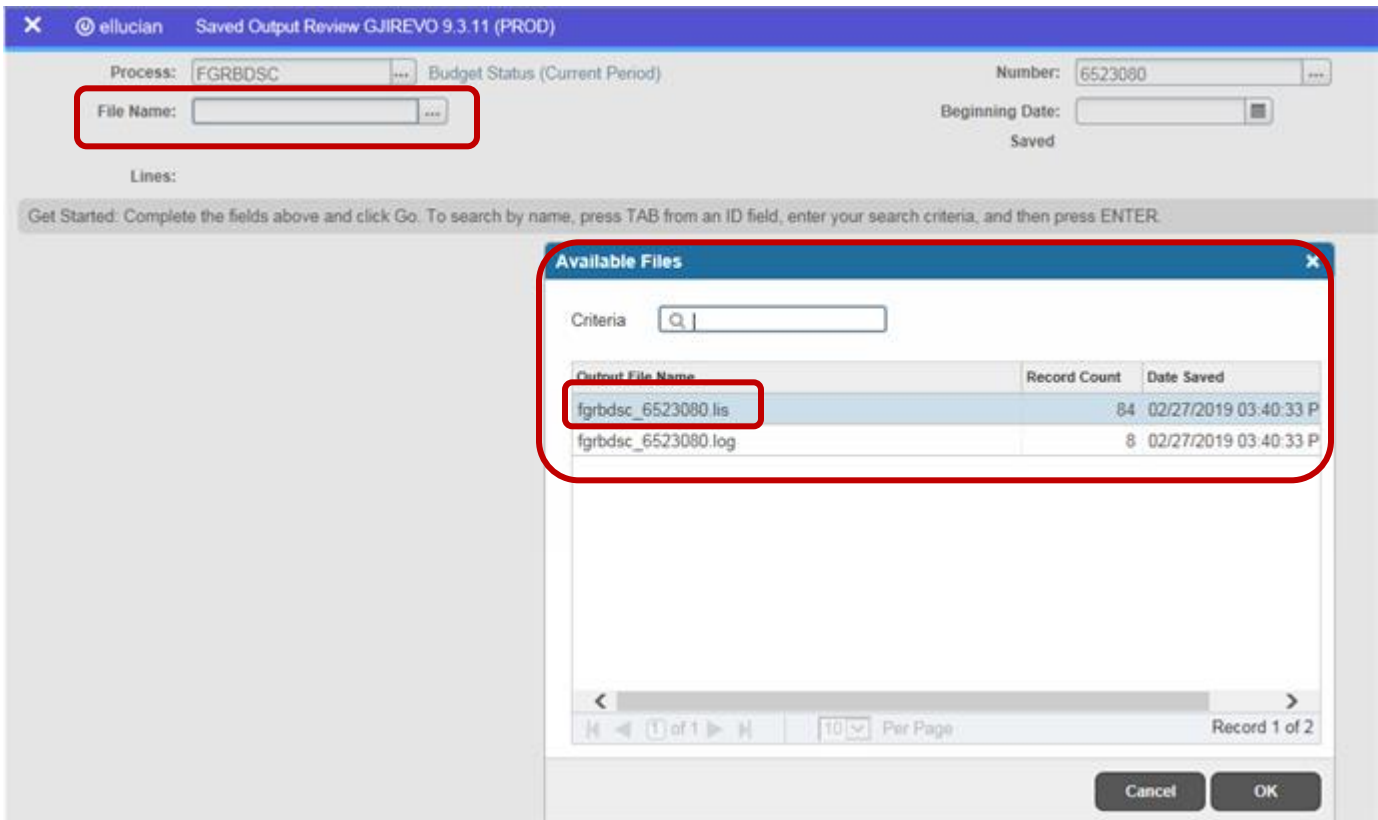 ellucian Saved Output Review GJIREVO 9.3.11 (PROD)
Process: FGRBDSC ... Budget Status (Current Period) Number: 6523080 ...
File Name: ... Beginning Date:
Saved
Lines:
Get Started: Complete the fields above and click Go. To search by name, press TAB from an ID field, enter your search criteria, and then press ENTER.
Available Files
Criteria
Output File Name Record Count Date Saved
fgrbdsc_6523080.lis 84 02/27/2019 03:40:33 P
fgrbdsc_6523080.log 8 02/27/2019 03:40:33 P
1 of 1 10 Per Page Record 1 of 2
Cancel OK